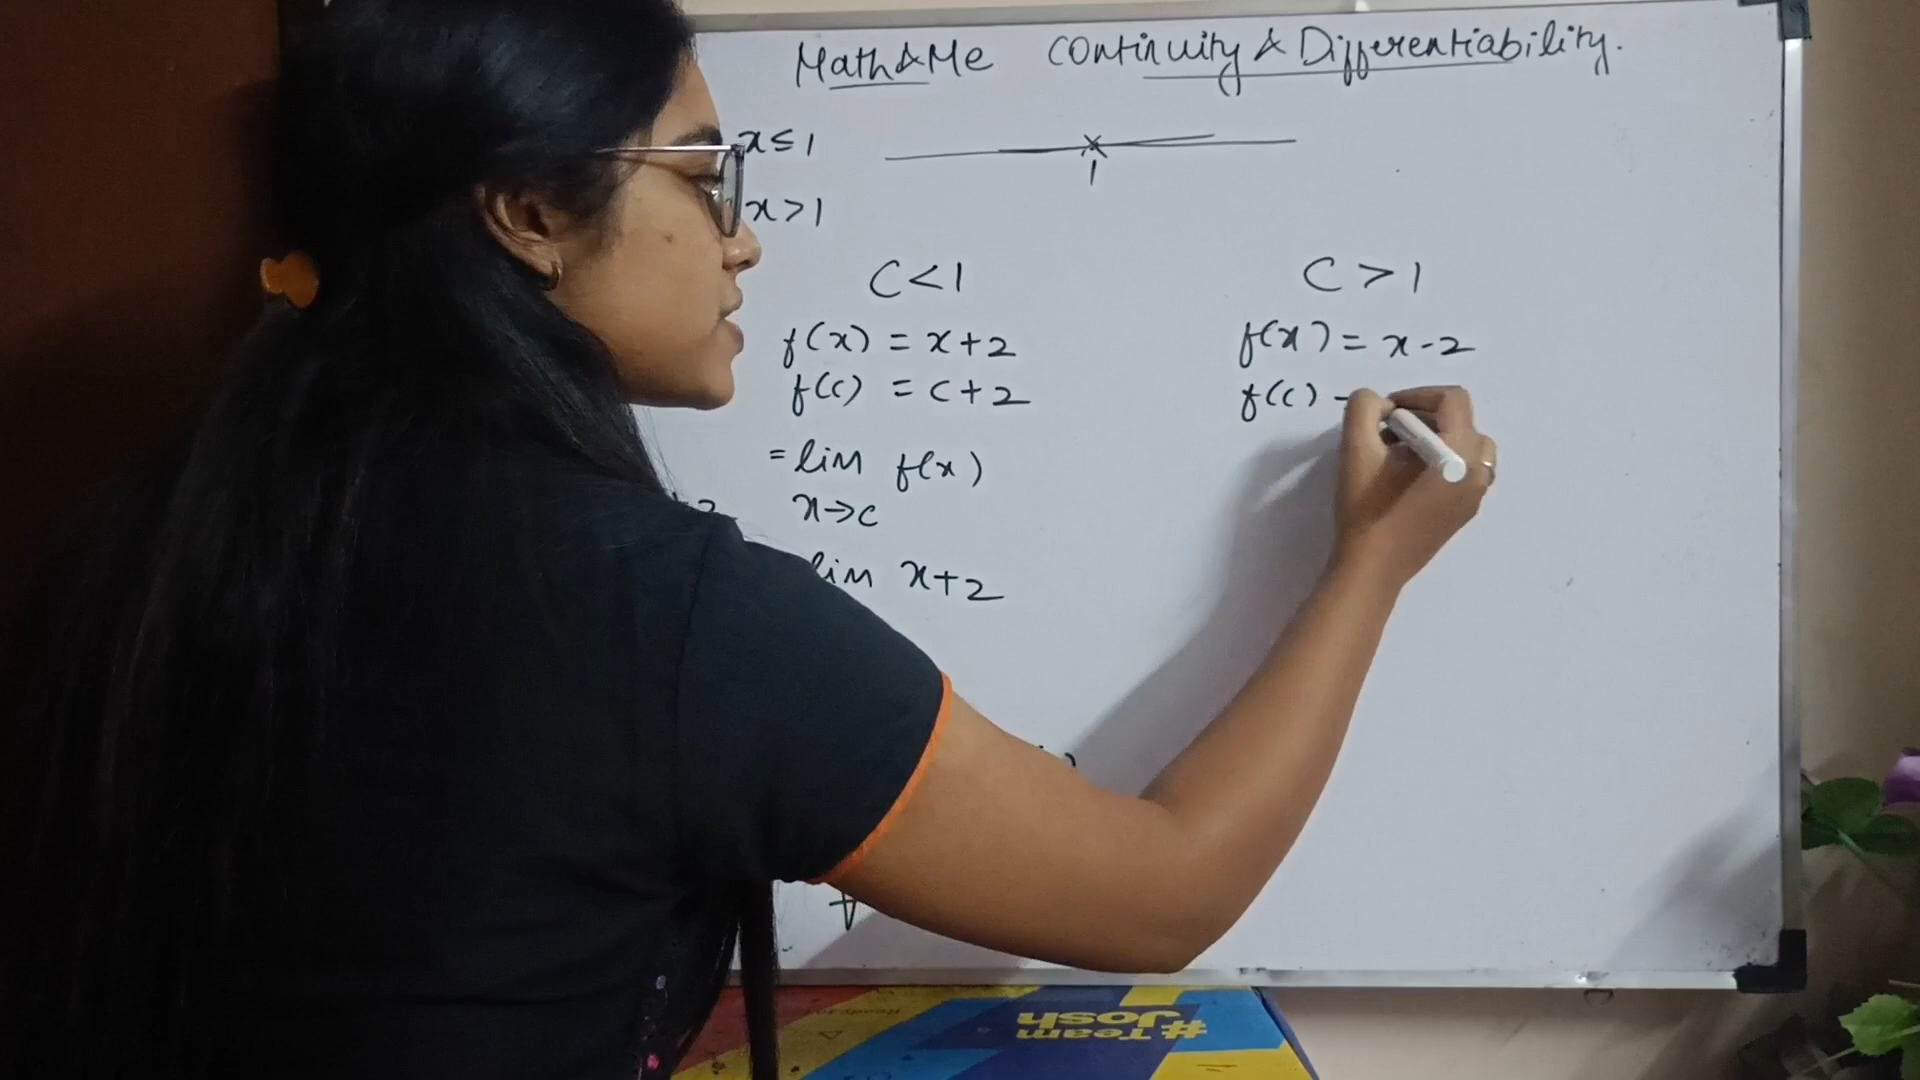 Math & Me Continuity & Differentiability.
x ≤ 1
x > 1
1
C < 1
f(x) = x + 2
f(c) = c + 2
= lim f(x)
x → c
lim x + 2
C > 1
f(x) = x - 2
f(c) -
#Team
Josh